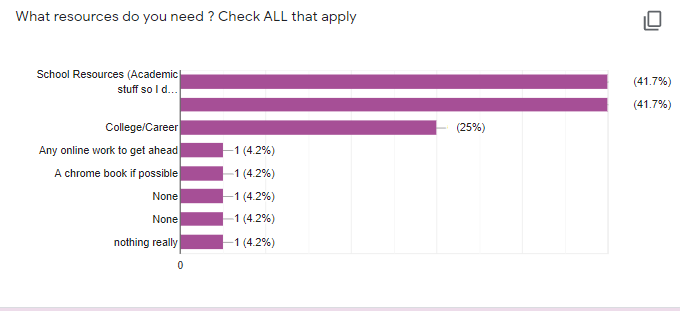 What resources do you need ? Check ALL that apply
School Resources (Academic
stuff so I d...
(41.7%)
(41.7%)
College/Career
(25%)
Any online work to get ahead
1 (4.2%)
A chrome book if possible
1 (4.2%)
None
1 (4.2%)
None
1 (4.2%)
nothing really
1 (4.2%)
0